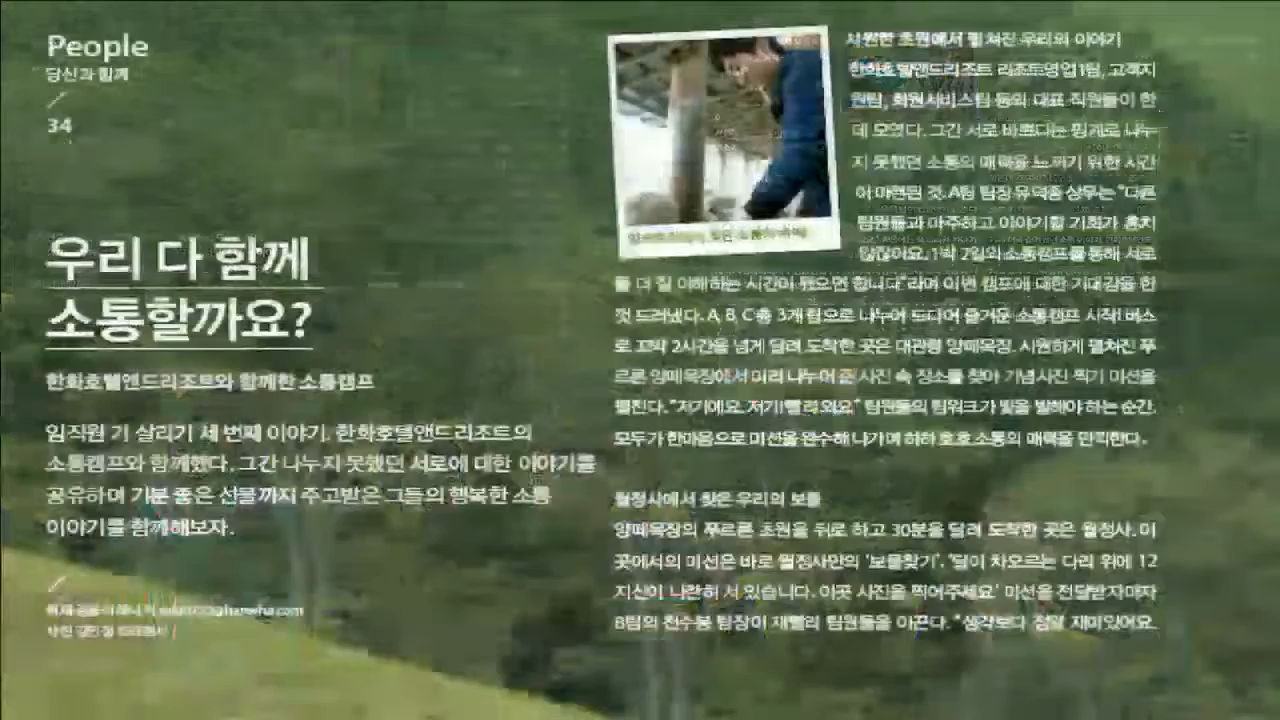 People
당신과 함께
34
우리 다 함께
소통할까요?
한화호텔앤드리조트와 함께한 소통캠프
임직원 기 살리기 세 번째 이야기. 한화호텔앤드리조트의
소통캠프와 함께했다. 그간 나누지 못했던 서로에 대한 이야기를
공유하며 기분 좋은 선물까지 주고받은 그들의 행복한 소통
이야기를 함께해보자.
시원한 초원에서 펼쳐진 우리의 이야기
한화호텔앤드리조트 리조트영업1팀, 고객지
원팀, 회원서비스팀 등의 대표 직원들이 한
데 모였다. 그간 서로 바쁘다는 핑계로 나누
지 못했던 소통의 매력을 느끼기 위한 시간
이 마련된 것. A팀 팀장 상무는 "다른
팀원들과 마주하고 이야기할 기회가 흔치
않잖아요. 1박 2일의 소통캠프를 통해 서로
를 더 잘 이해하는 시간이 됐으면 합니다"라며 이번 캠프에 대한 기대감을 한
껏 드러냈다. A, B, C 총 3개 팀으로 나누어 드디어 즐거운 소통캠프 시작! 버스
로 꼬박 2시간을 넘게 달려 도착한 곳은 대관령 양떼목장. 시원하게 펼쳐진 푸
르른 양떼목장에서 미리 나누어 준 사진 속 장소를 찾아 기념사진 찍기 미션을
펼친다. "저기예요. 저기! 빨리 와요." 팀원들의 팀워크가 빛을 발해야 하는 순간.
모두가 한마음으로 미션을 완수해 나가며 하하 호호 소통의 매력을 만끽한다.
월정사에서 찾은 우리의 보물
양떼목장의 푸르른 초원을 뒤로 하고 30분을 달려 도착한 곳은 월정사. 이
곳에서의 미션은 바로 월정사만의 '보물찾기'. '달이 차오르는 다리 위에 12
지신이 나란히 서 있습니다. 이곳 사진을 찍어주세요' 미션을 전달받자마자
B팀의 천수봉 팀장이 재빨리 팀원들을 이끈다. "생각보다 정말 재미있어요.